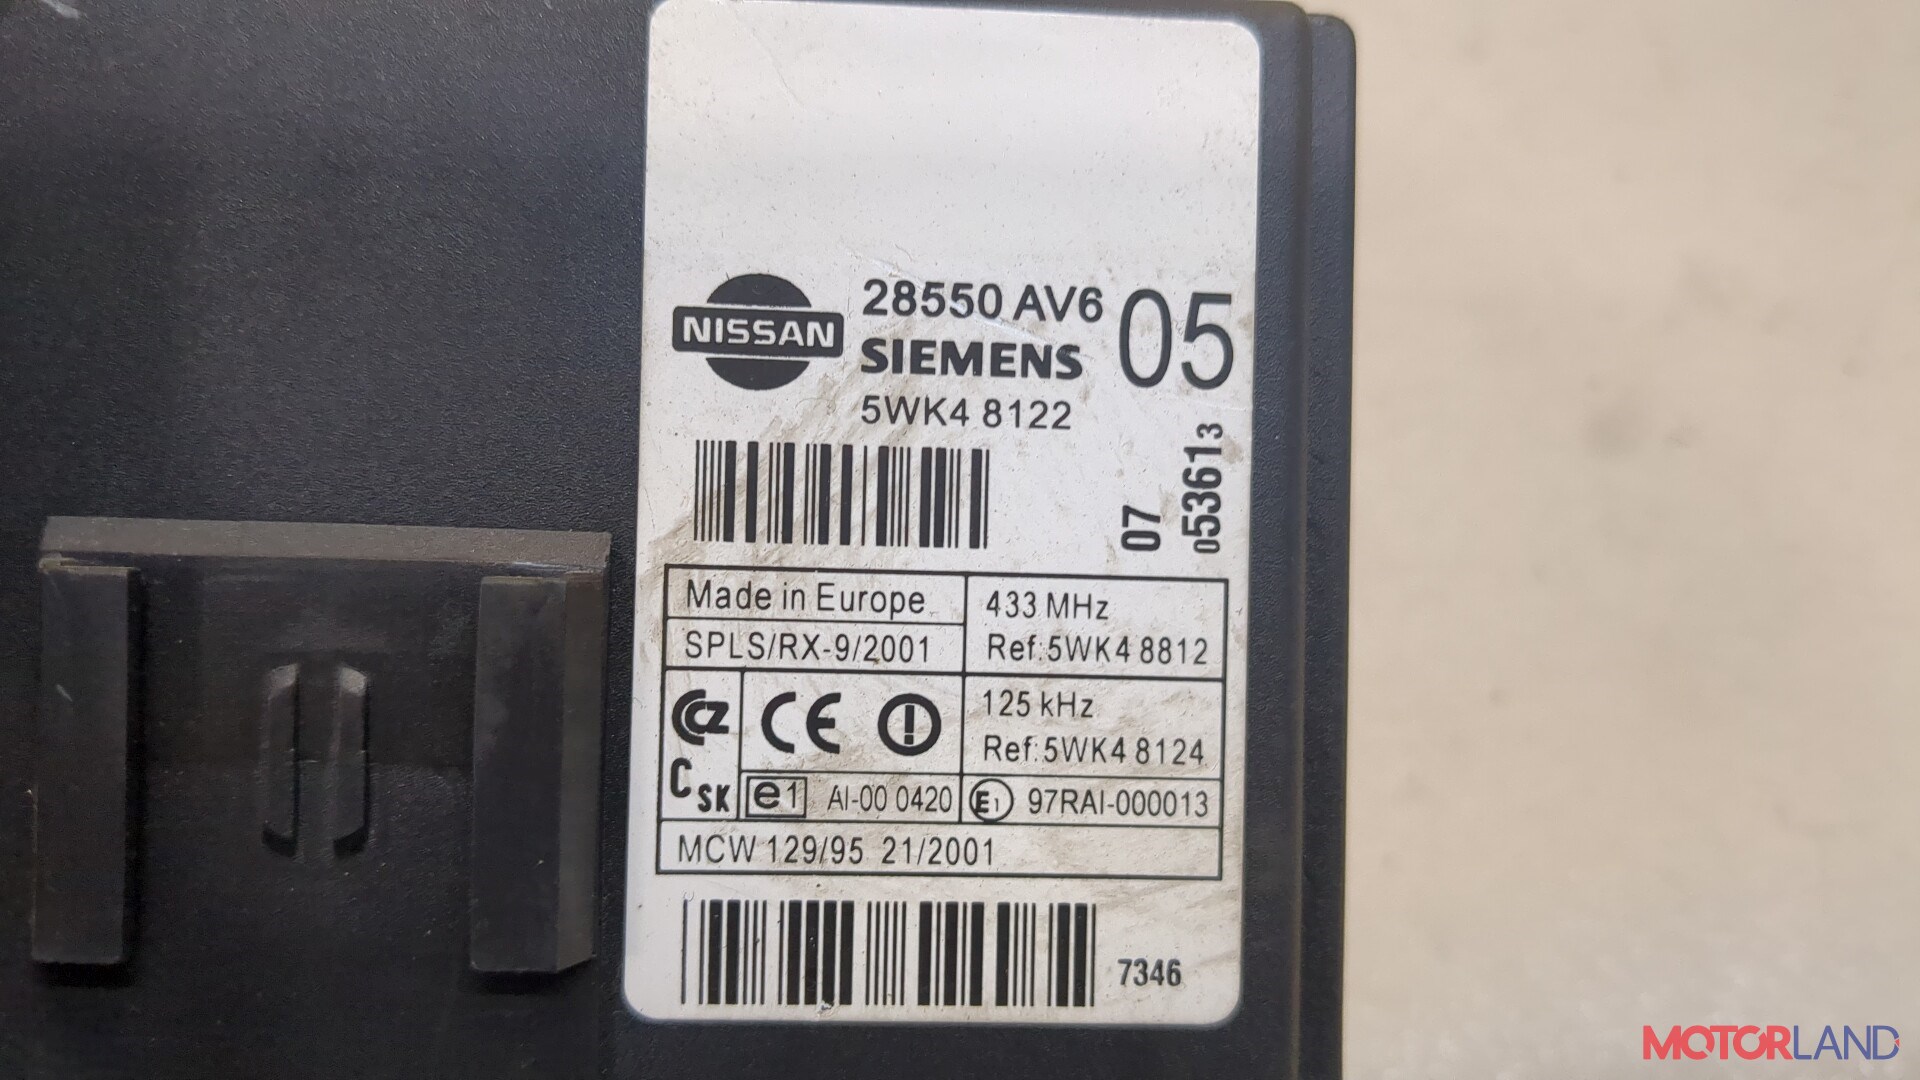 NISSAN
28550 AV6 05
SIEMENS
5WK4 8122
07
053613
Made in Europe
433 MHz
SPLS/RX-9/2001
Ref:5WK4 8812
CZ
CE
125 kHz
Ref:5WK4 8124
C SK
e1 AI-00 0420
E1 97RAI-000013
MCW 129/95 21/2001
7346
MOTORLAND